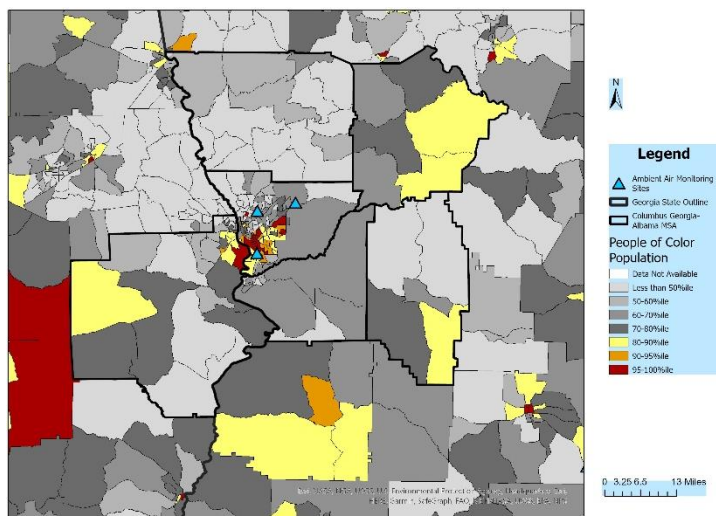 N
Legend
Ambient Air Monitoring
Sites
Georgia State Outline
Columbus Georgia-
Albama MSA
People of Color
Population
Data Not Available
Less than 50%ile
50-60%ile
60-70%ile
70-80%ile
80-90%ile
90-95%ile
95-100%ile
0 3.25 6.5 13 Miles